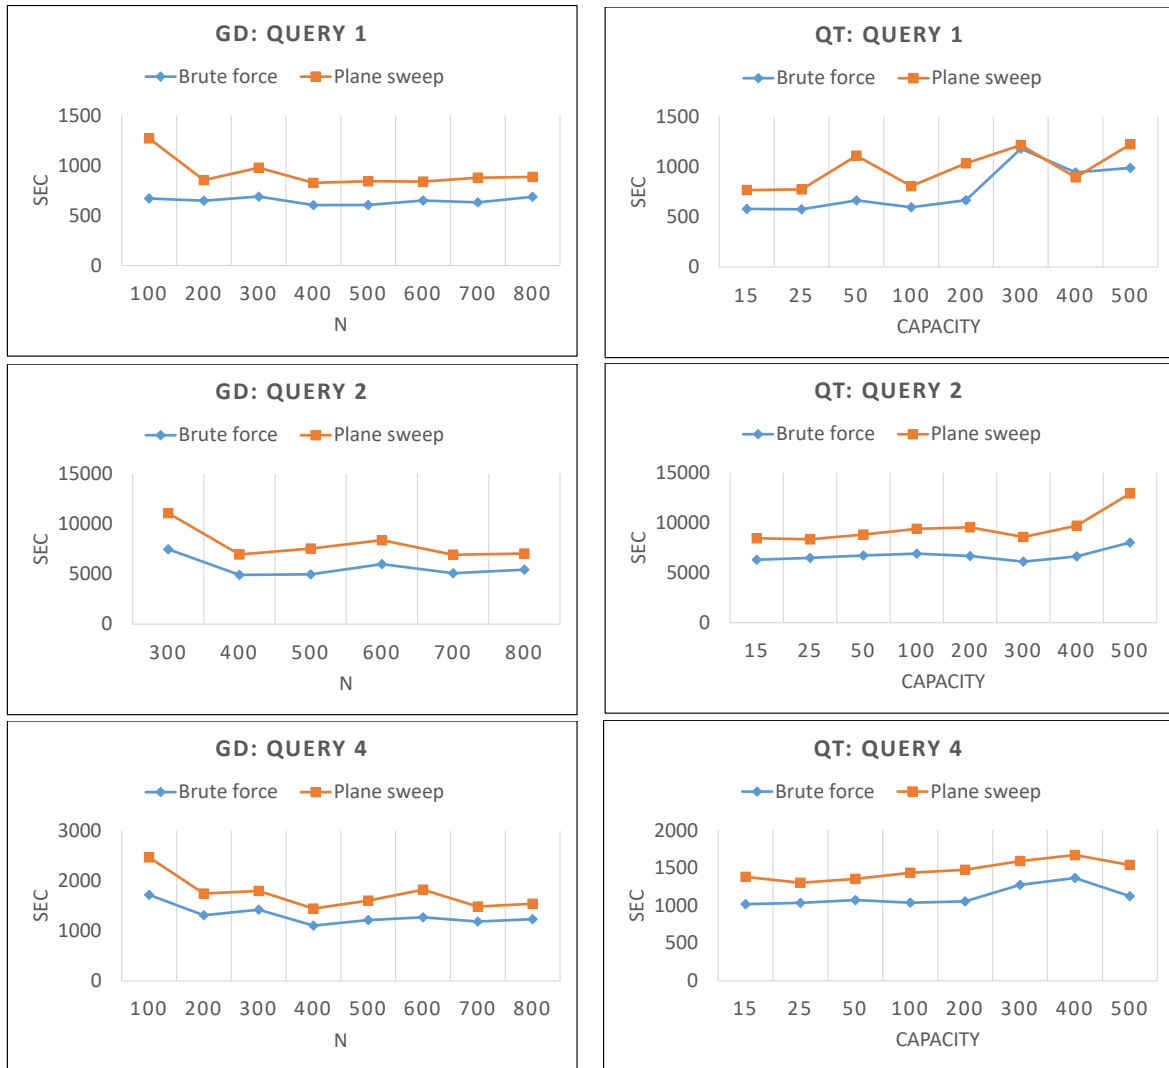 GD: QUERY 1
Brute force Plane sweep
1500
1000
500
0
SEC
100 200 300 400 500 600 700 800
N
QT: QUERY 1
Brute force Plane sweep
1500
1000
500
0
SEC
15 25 50 100 200 300 400 500
CAPACITY
GD: QUERY 2
Brute force Plane sweep
15000
10000
5000
0
SEC
300 400 500 600 700 800
N
QT: QUERY 2
Brute force Plane sweep
15000
10000
5000
0
SEC
15 25 50 100 200 300 400 500
CAPACITY
GD: QUERY 4
Brute force Plane sweep
3000
2000
1000
0
SEC
100 200 300 400 500 600 700 800
N
QT: QUERY 4
Brute force Plane sweep
2000
1500
1000
500
0
SEC
15 25 50 100 200 300 400 500
CAPACITY